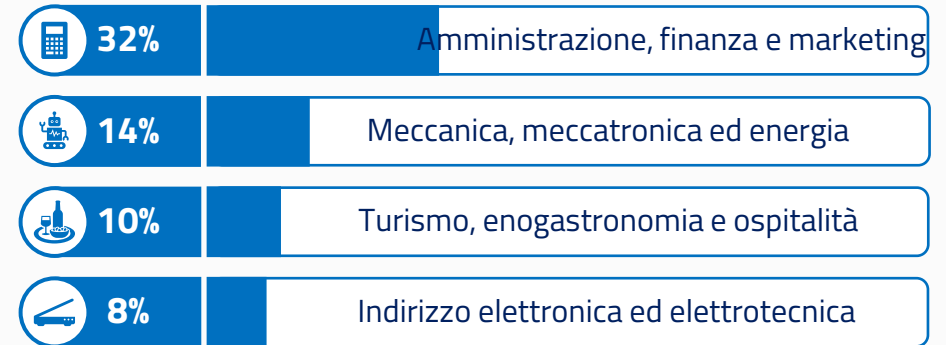 32% Amministrazione, finanza e marketing
14% Meccanica, meccatronica ed energia
10% Turismo, enogastronomia e ospitalità
8% Indirizzo elettronica ed elettrotecnica